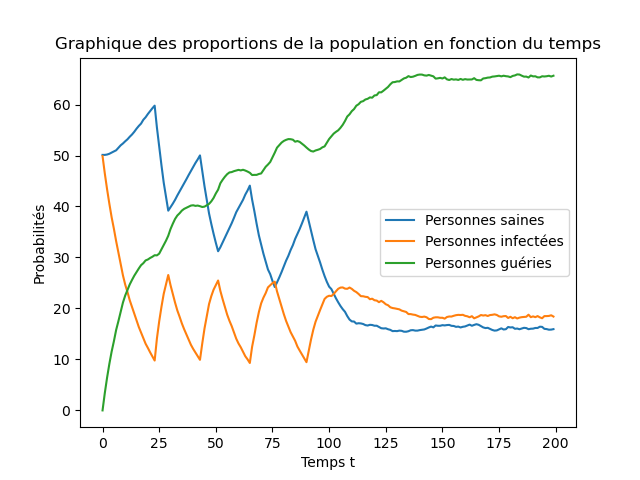 Graphique des proportions de la population en fonction du temps
60
50
40
30
20
10
0
Probabilités
Personnes saines
Personnes infectées
Personnes guéries
0 25 50 75 100 125 150 175 200
Temps t